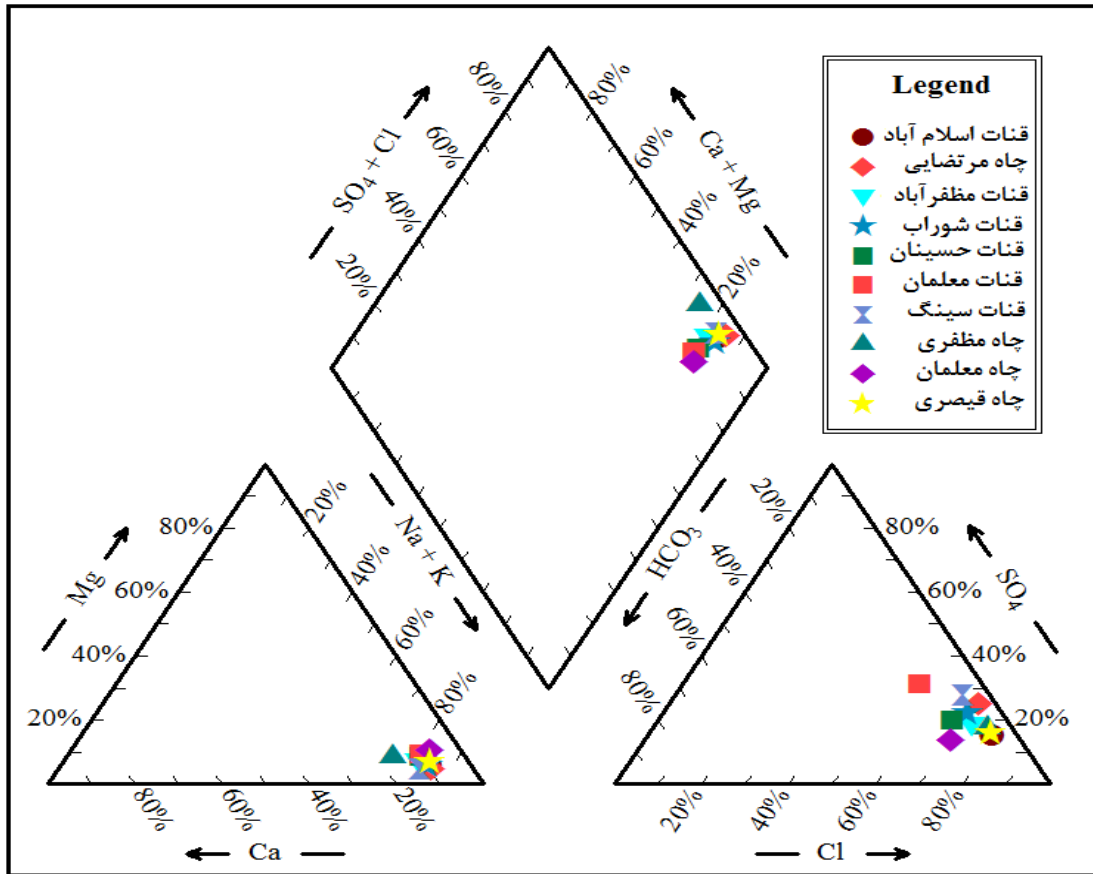 Legend
قنات اسلام آباد
چاه مرتضایی
قنات مظفرآباد
قنات شوراب
قنات حسینان
قنات معلمان
قنات سینگ
چاه مظفری
چاه معلمان
چاه قیصری
80%
60%
40%
20%
SO₄ + Cl
80%
60%
40%
20%
Ca + Mg
80%
60%
40%
20%
Mg
20%
40%
60%
80%
Na + K
80%
60%
40%
20%
Ca
20%
40%
60%
80%
HCO₃
80%
60%
40%
20%
SO₄
20%
40%
60%
80%
Cl